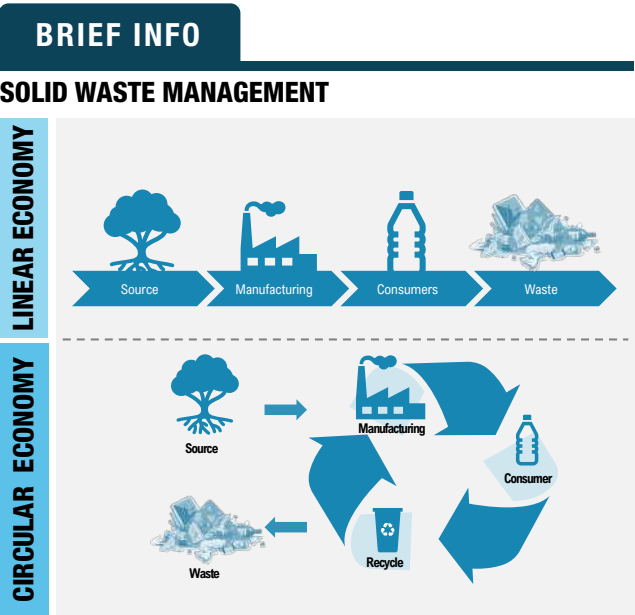 BRIEF INFO
SOLID WASTE MANAGEMENT
LINEAR ECONOMY
Source
Manufacturing
Consumers
Waste
CIRCULAR ECONOMY
Source
Manufacturing
Consumer
Recycle
Waste